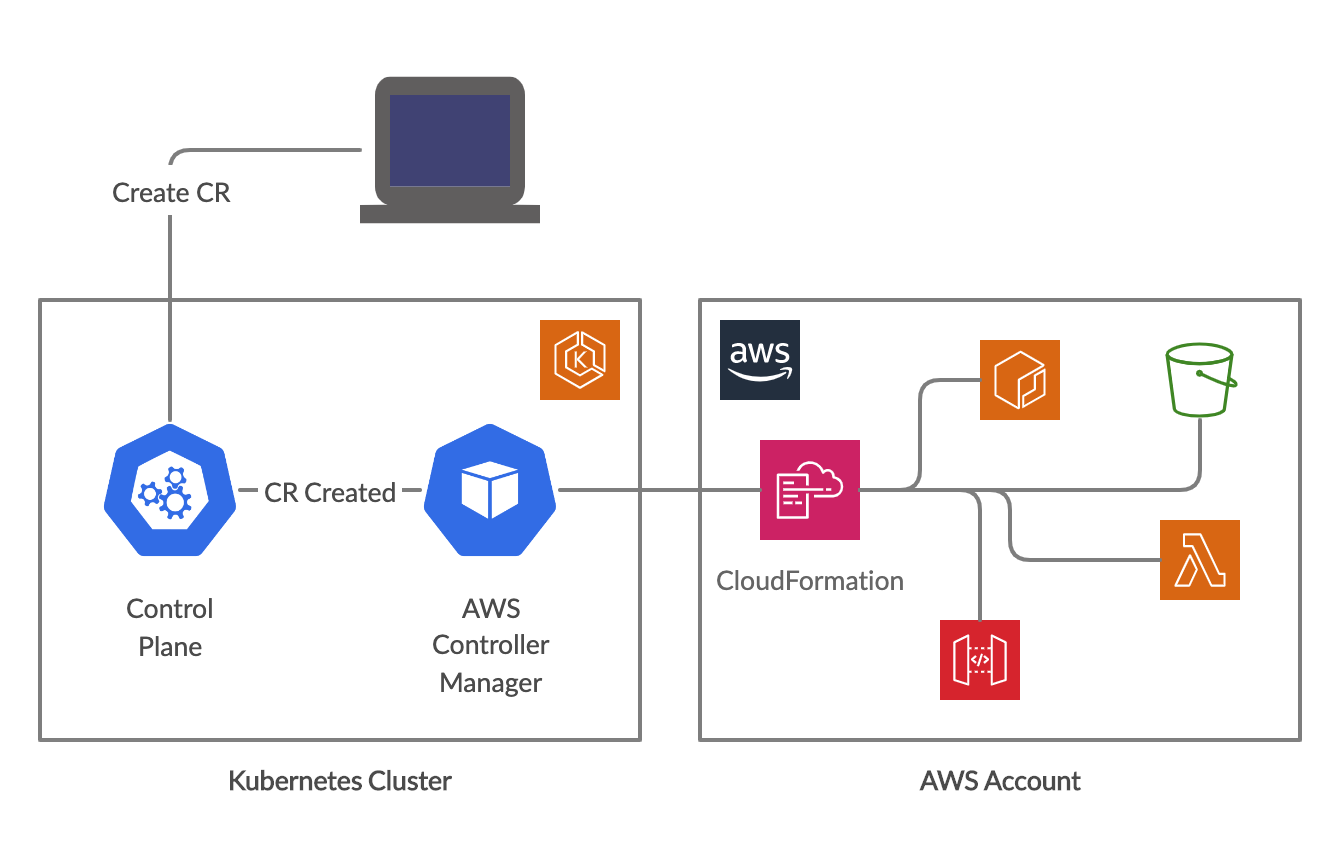 Create CR
K
aws
CR Created
CloudFormation
</>
Control
Plane
AWS
Controller
Manager
Kubernetes Cluster
AWS Account